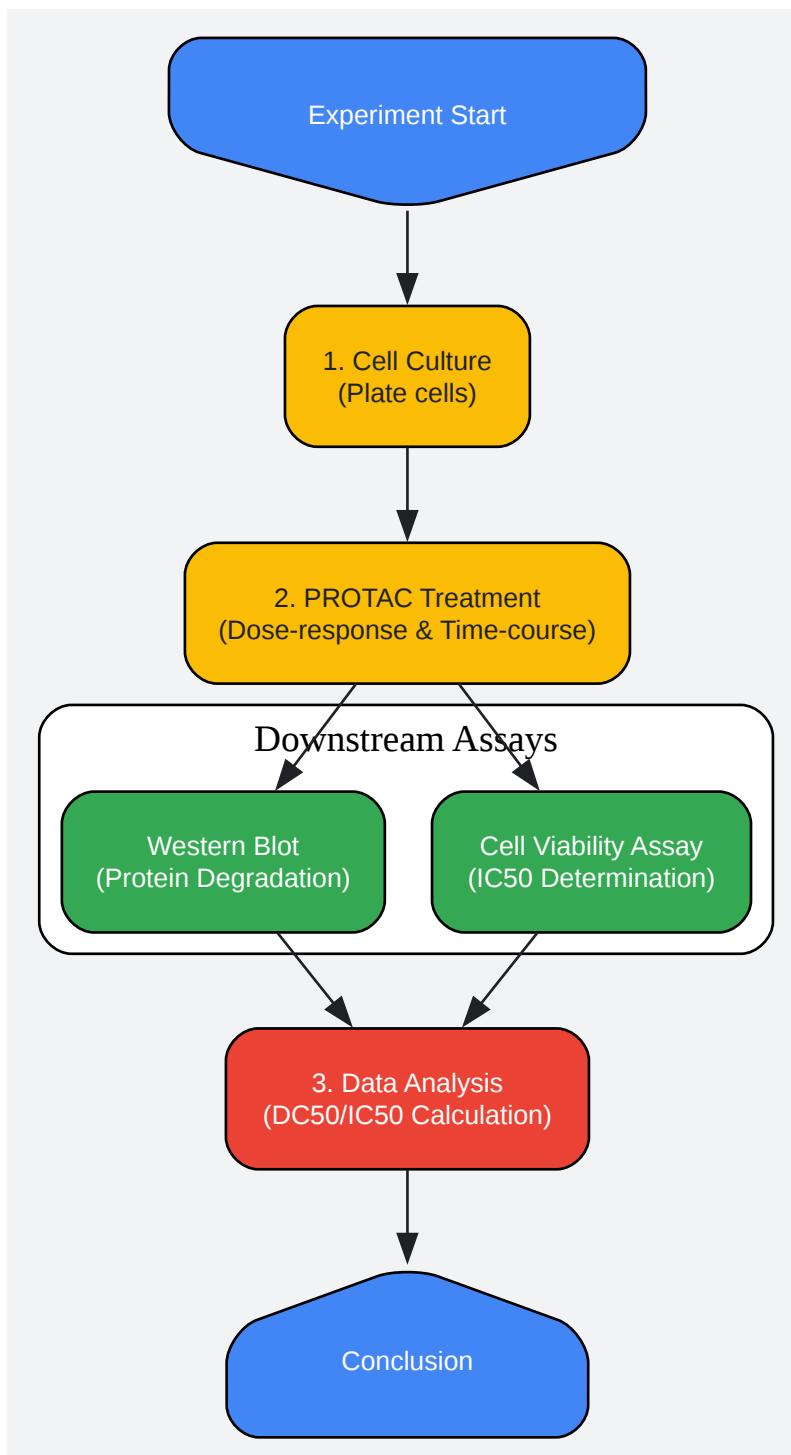 Experiment Start
1. Cell Culture
(Plate cells)
2. PROTAC Treatment
(Dose-response & Time-course)
Downstream Assays
Western Blot
(Protein Degradation)
Cell Viability Assay
(IC50 Determination)
3. Data Analysis
(DC50/IC50 Calculation)
Conclusion